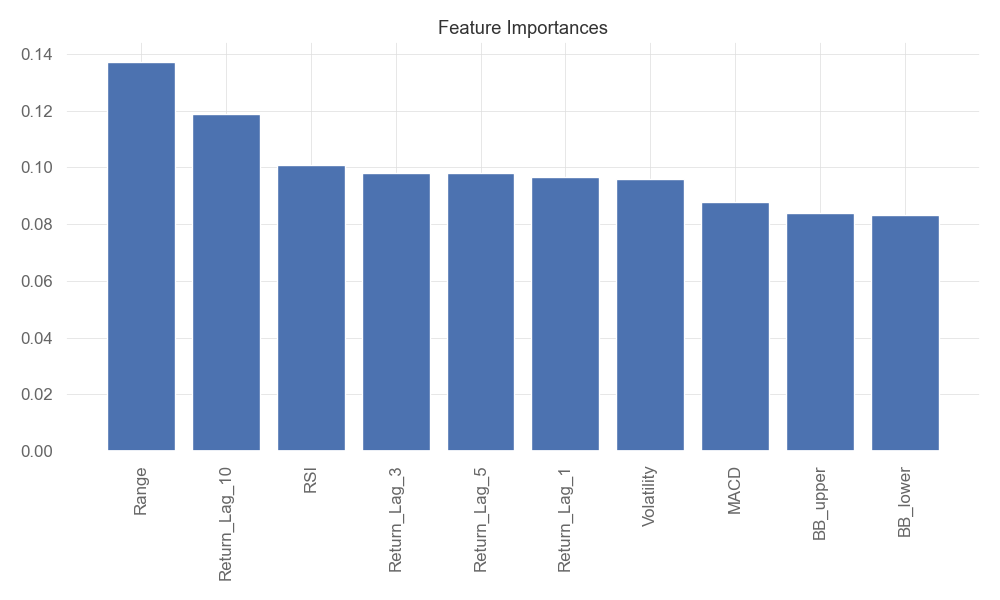 Feature Importances
0.14
0.12
0.10
0.08
0.06
0.04
0.02
0.00
Range
Return_Lag_10
RSI
Return_Lag_3
Return_Lag_5
Return_Lag_1
Volatility
MACD
BB_upper
BB_lower